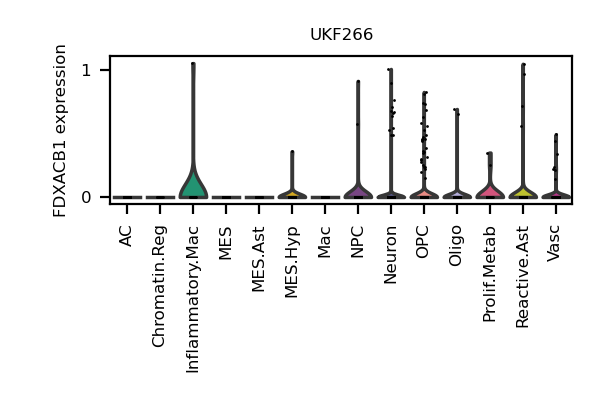 UKF266
FDXACB1 expression
1
0
AC
Chromatin.Reg
Inflammatory.Mac
MES
MES.Ast
MES.Hyp
Mac
NPC
Neuron
OPC
Oligo
Prolif.Metab
Reactive.Ast
Vasc